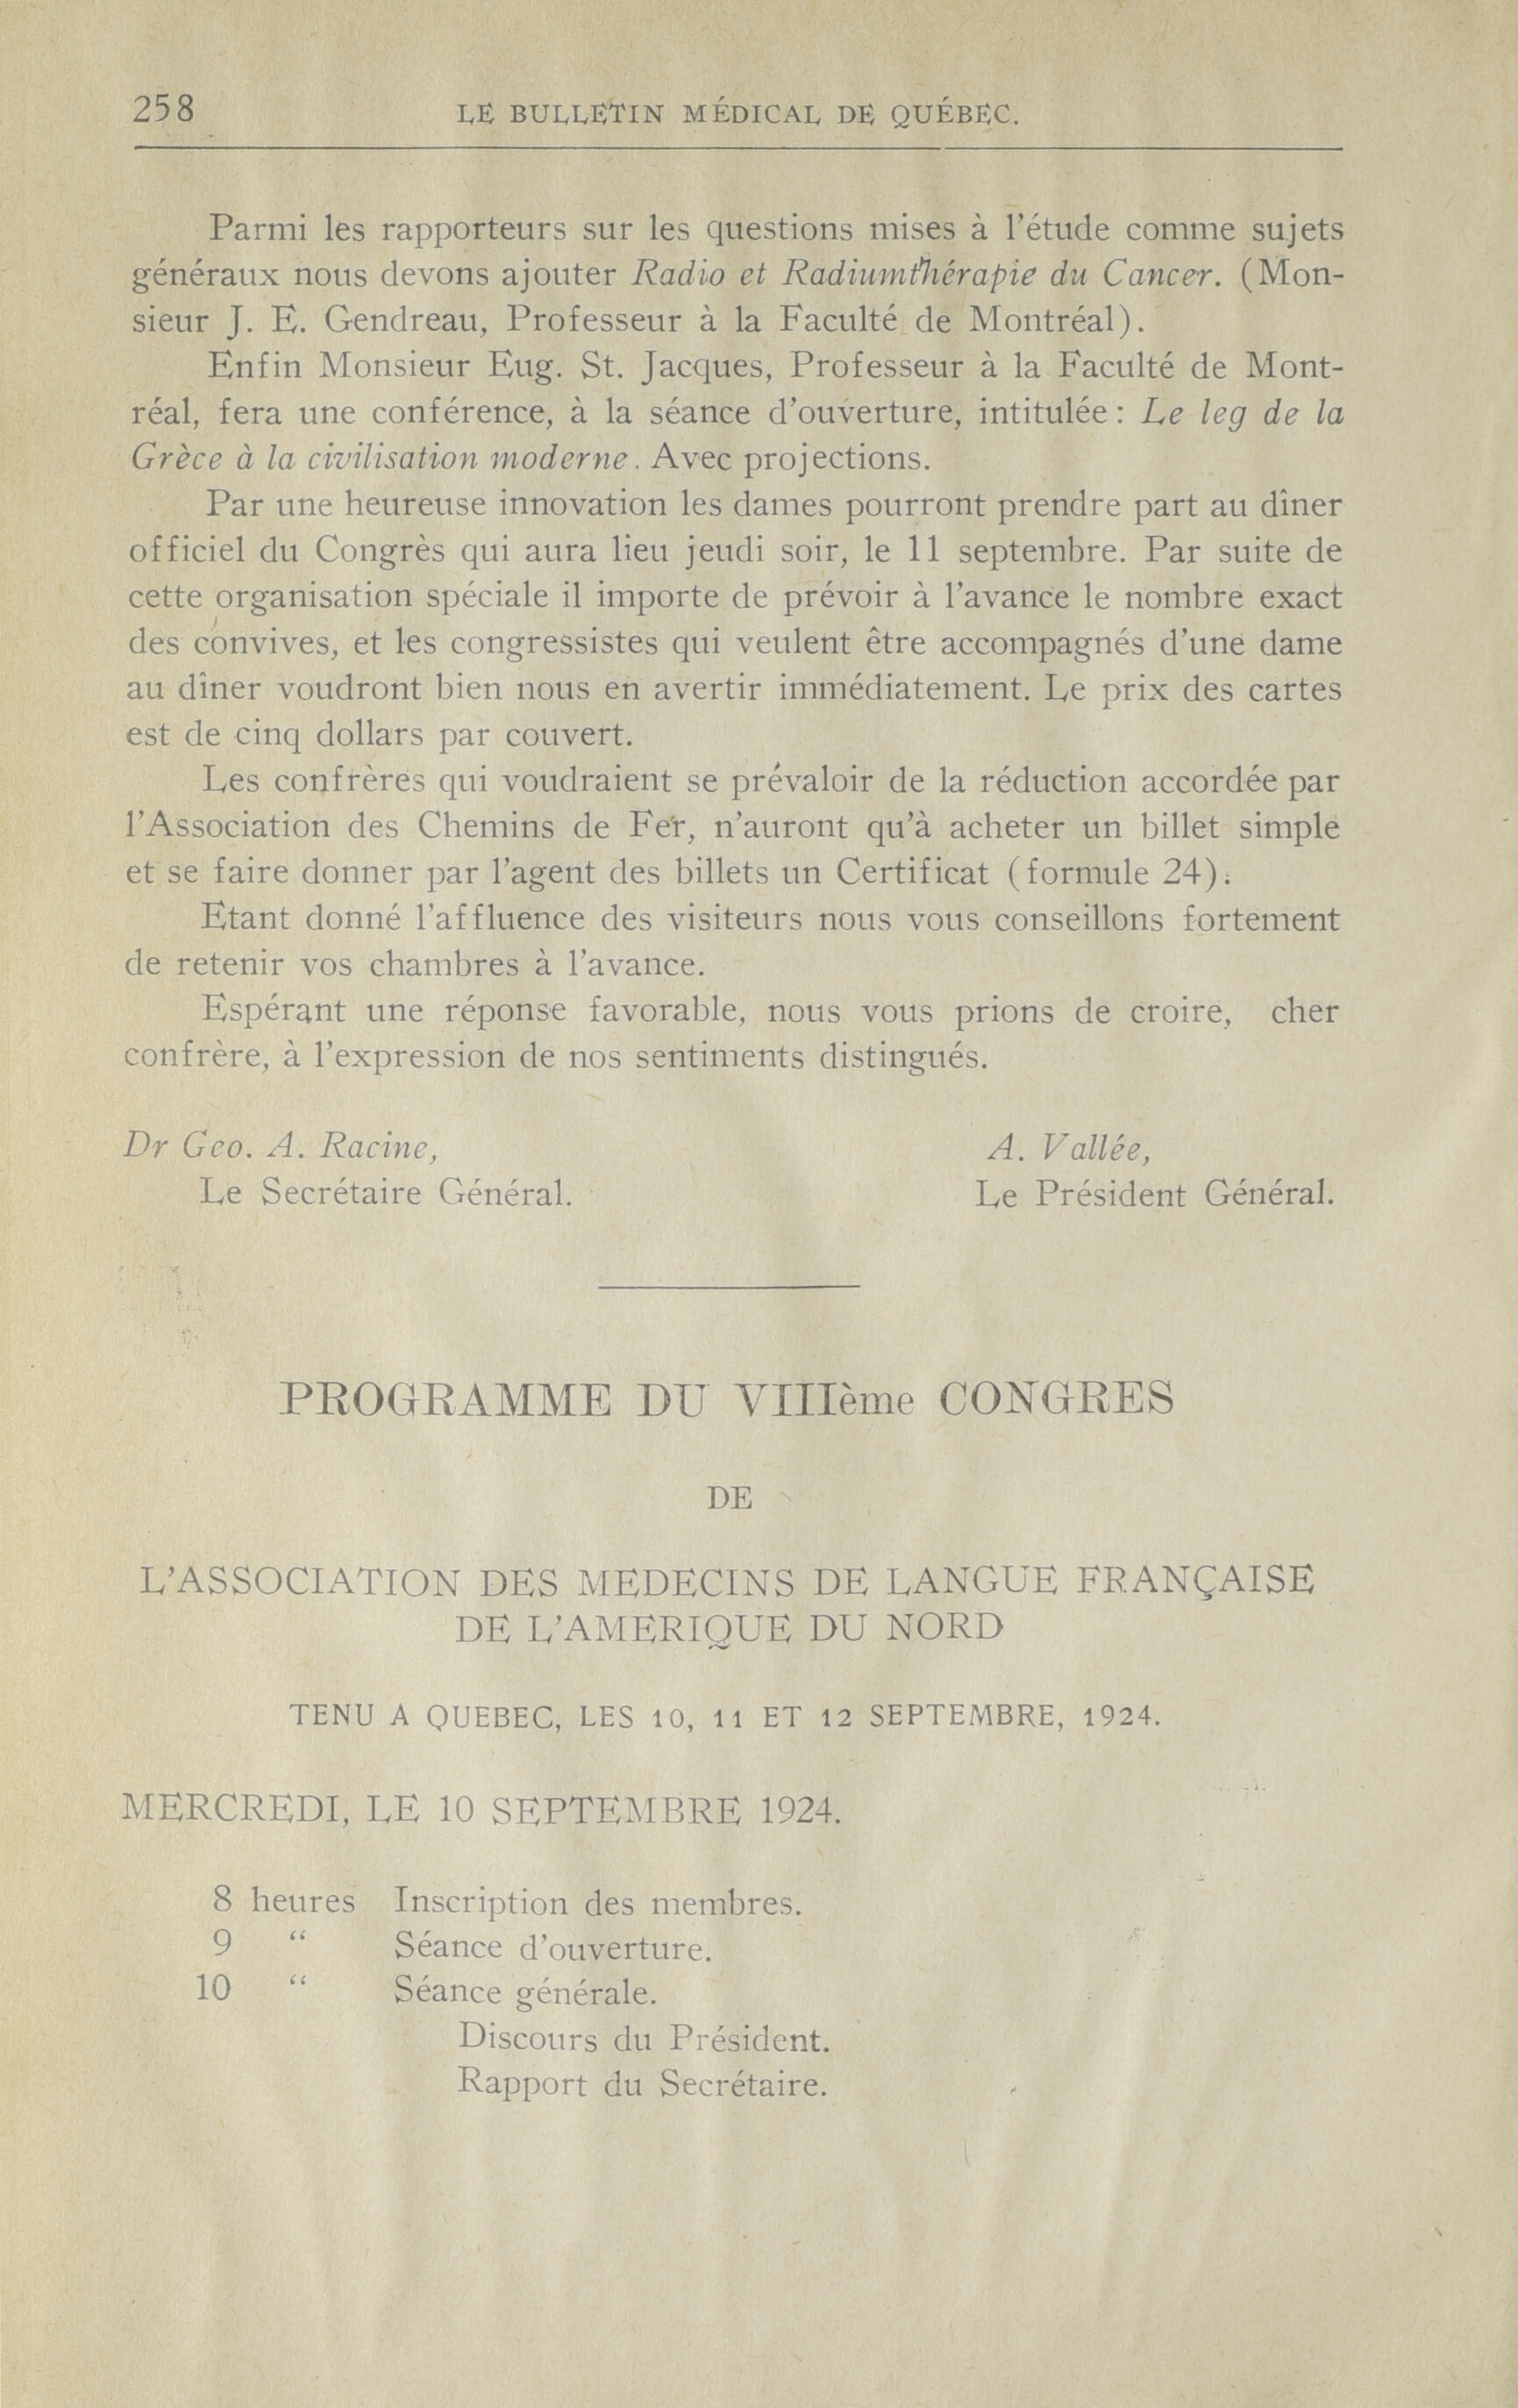 258 LE BULLETIN MÉDICAL DE QUÉBEC.
Parmi les rapporteurs sur les questions mises à l'étude comme sujets
généraux nous devons ajouter Radio et Radiumthérapie du Cancer. (Mon-
sieur J. E. Gendreau, Professeur à la Faculté de Montréal).
Enfin Monsieur Eug. St. Jacques, Professeur à la Faculté de Mont-
réal, fera une conférence, à la séance d'ouverture, intitulée : Le leg de la
Grèce à la civilisation moderne. Avec projections.
Par une heureuse innovation les dames pourront prendre part au dîner
officiel du Congrès qui aura lieu jeudi soir, le 11 septembre. Par suite de
cette organisation spéciale il importe de prévoir à l'avance le nombre exact
des convives, et les congressistes qui veulent être accompagnés d'une dame
au dîner voudront bien nous en avertir immédiatement. Le prix des cartes
est de cinq dollars par couvert.
Les confrères qui voudraient se prévaloir de la réduction accordée par
l'Association des Chemins de Fer, n'auront qu'à acheter un billet simple
et se faire donner par l'agent des billets un Certificat (formule 24).
Etant donné l'affluence des visiteurs nous vous conseillons fortement
de retenir vos chambres à l'avance.
Espérant une réponse favorable, nous vous prions de croire, cher
confrère, à l'expression de nos sentiments distingués.
Dr Geo. A. Racine, A. Vallée,
Le Secrétaire Général. Le Président Général.
PROGRAMME DU VIIIème CONGRES
DE
L'ASSOCIATION DES MEDECINS DE LANGUE FRANÇAISE
DE L'AMERIQUE DU NORD
TENU A QUEBEC, LES 10, 11 ET 12 SEPTEMBRE, 1924.
MERCREDI, LE 10 SEPTEMBRE 1924.
8 heures Inscription des membres.
9 " Séance d'ouverture.
10 " Séance générale.
Discours du Président.
Rapport du Secrétaire.